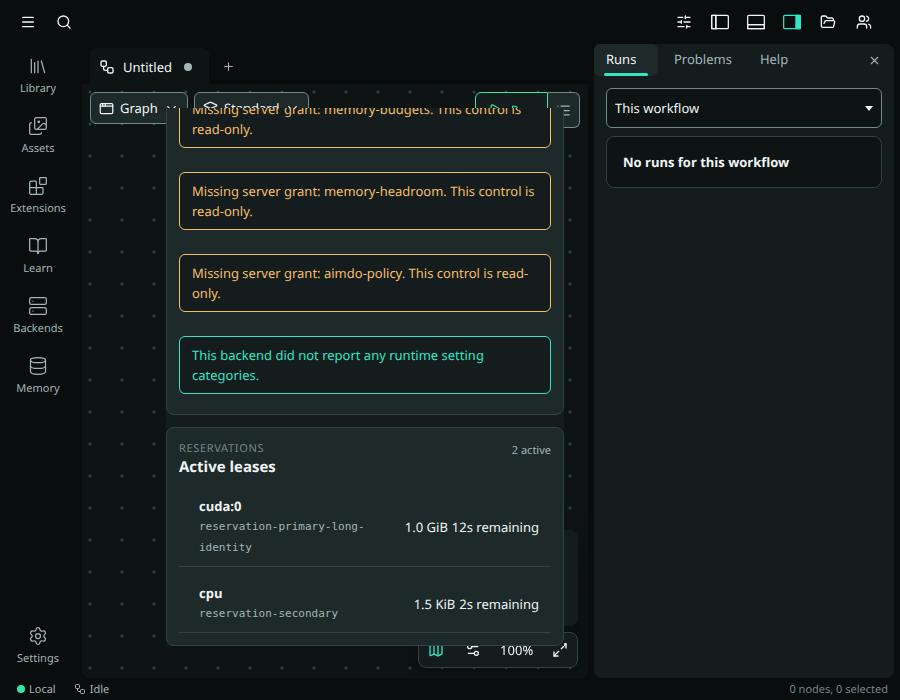 Library
Assets
Extensions
Learn
Backends
Memory
Settings
Untitled
Graph
Standard
Missing server grant: memory-budgets. This control is
read-only.
Missing server grant: memory-headroom. This control is
read-only.
Missing server grant: aimdo-policy. This control is read-
only.
This backend did not report any runtime setting
categories.
RESERVATIONS
Active leases
2 active
cuda:0
reservation-primary-long-
identity
1.0 GiB 12s remaining
cpu
reservation-secondary
1.5 KiB 2s remaining
100%
Runs
Problems
Help
This workflow
No runs for this workflow
Local
Idle
0 nodes, 0 selected